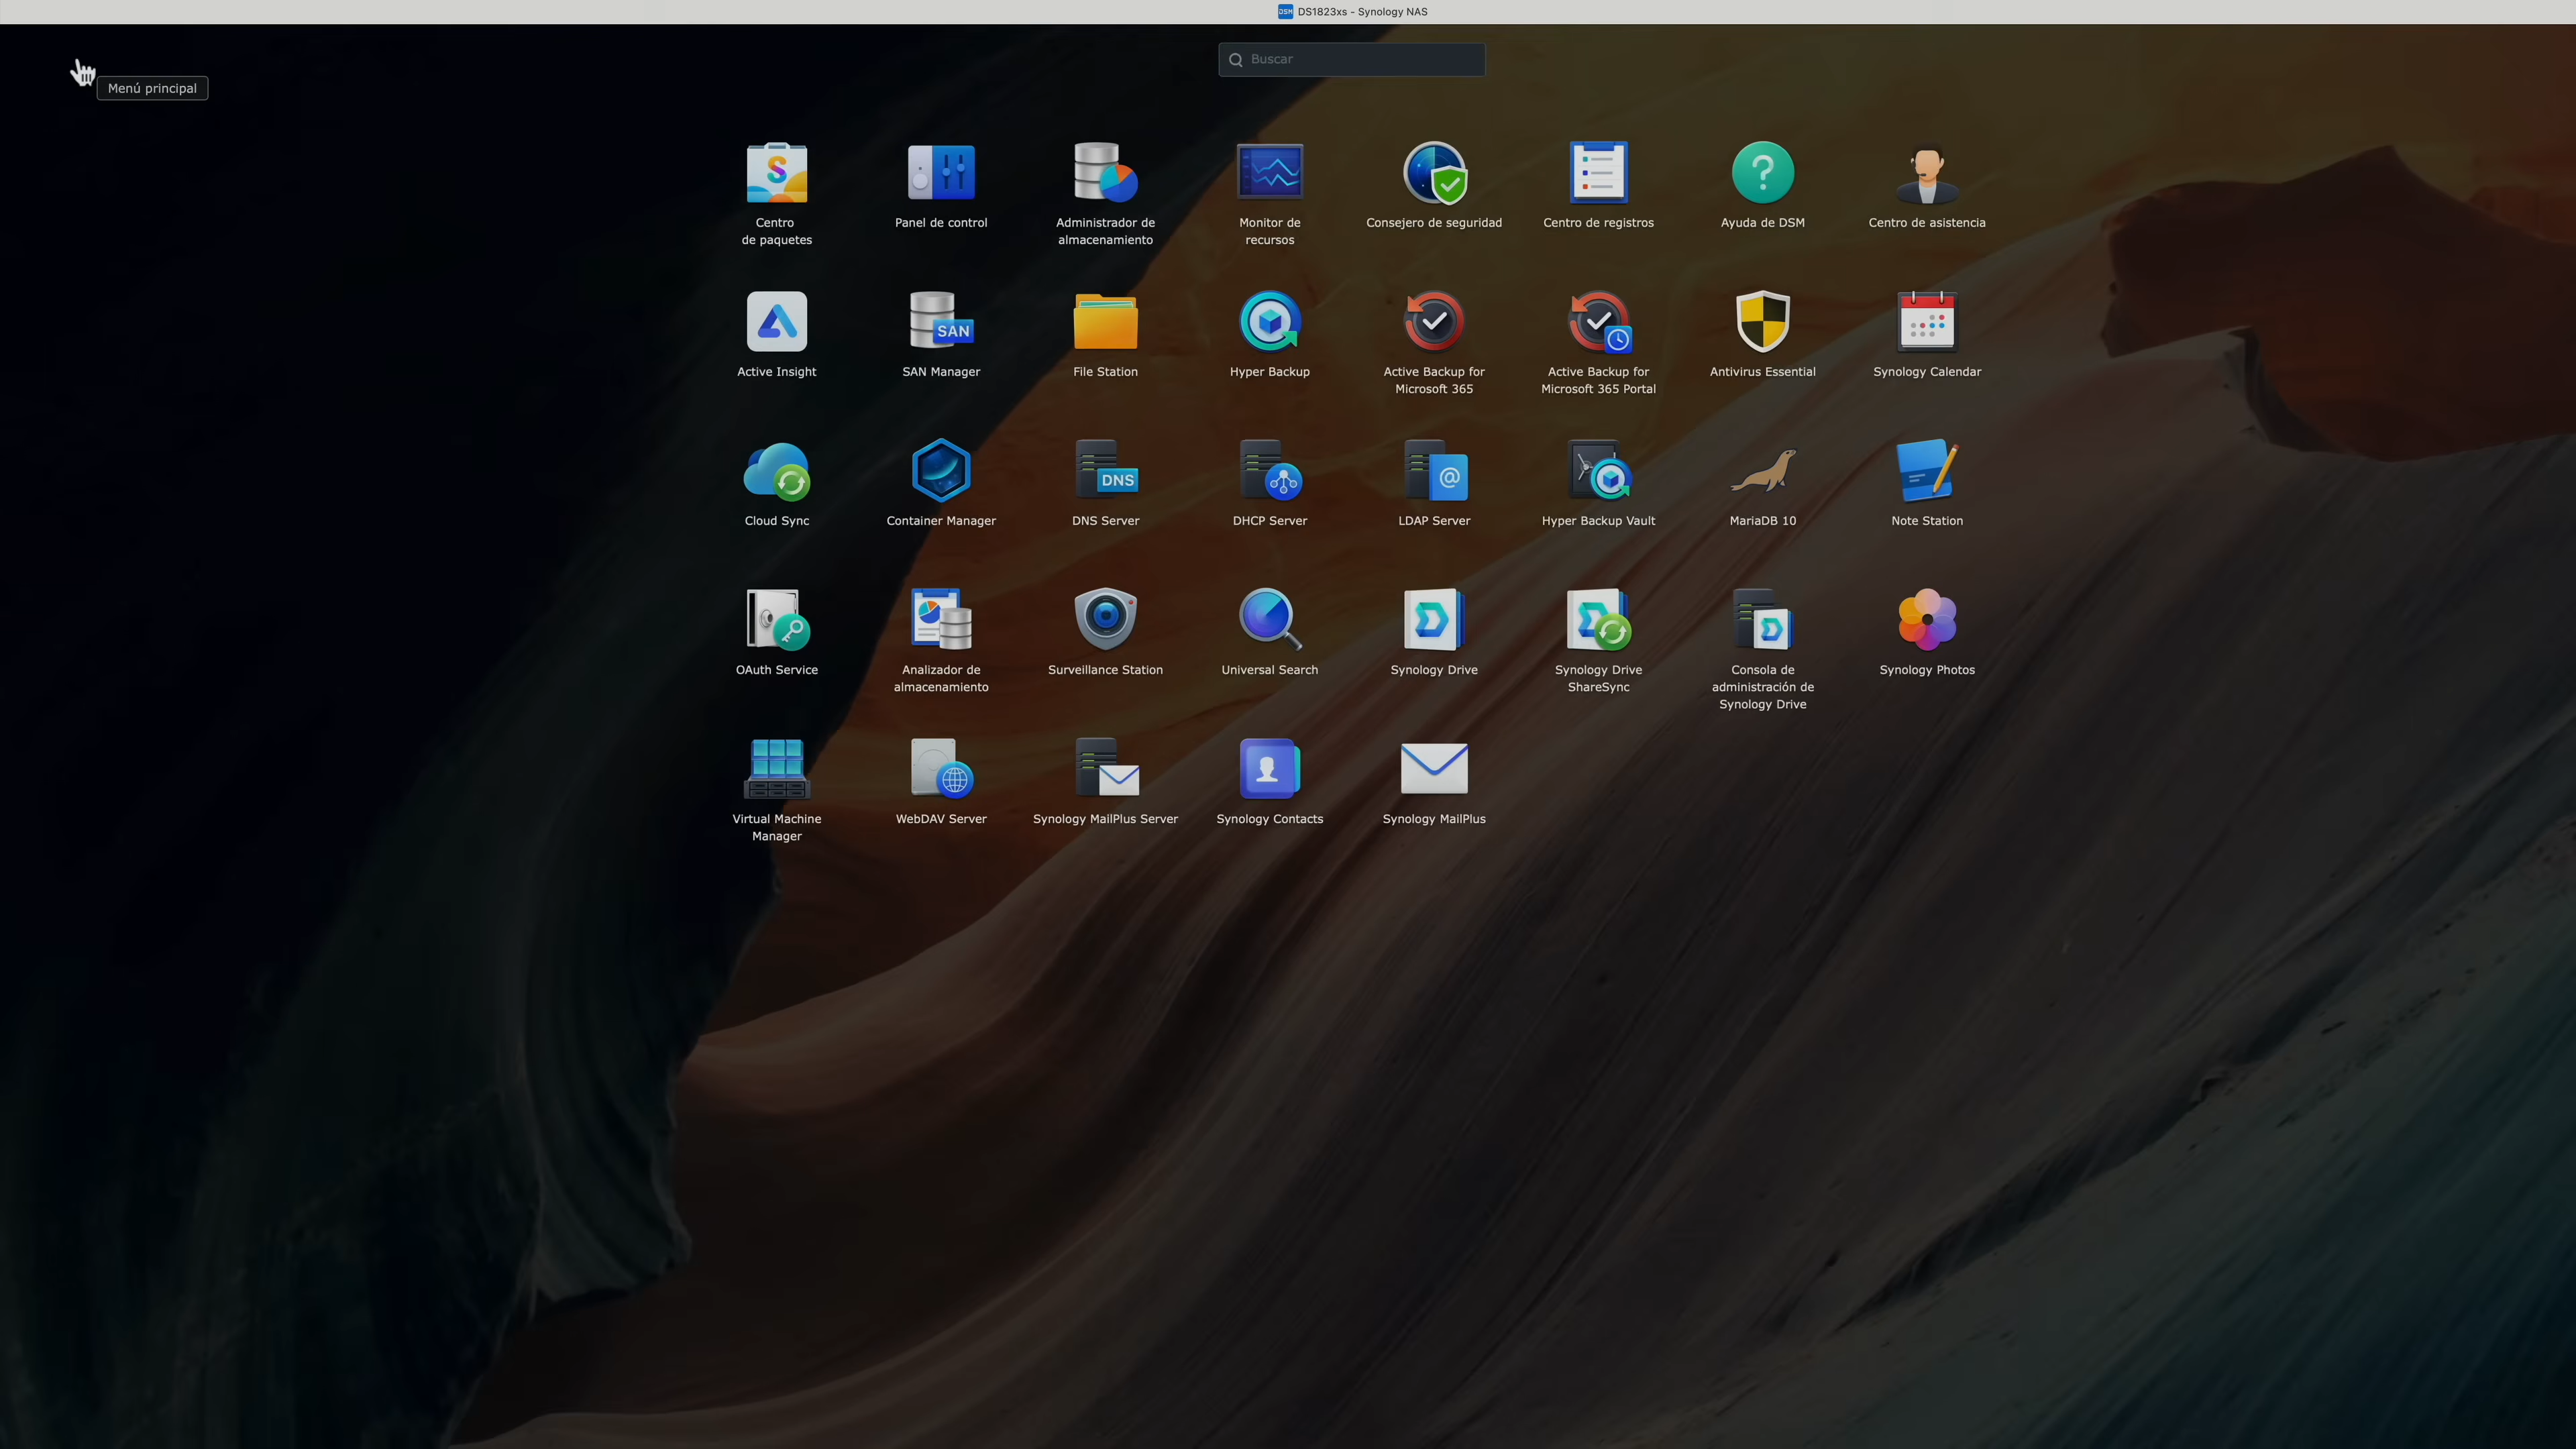 DSM DS1823xs - Synology NAS
Buscar
Menú principal
Centro
de paquetes
Panel de control
Administrador de
almacenamiento
Monitor de
recursos
Consejero de seguridad
Centro de registros
Ayuda de DSM
Centro de asistencia
SAN
Active Insight
SAN Manager
File Station
Hyper Backup
Active Backup for
Microsoft 365
Active Backup for
Microsoft 365 Portal
Antivirus Essential
Synology Calendar
DNS
Cloud Sync
Container Manager
DNS Server
DHCP Server
LDAP Server
Hyper Backup Vault
MariaDB 10
Note Station
OAuth Service
Analizador de
almacenamiento
Surveillance Station
Universal Search
Synology Drive
Synology Drive
ShareSync
Consola de
administración de
Synology Drive
Synology Photos
Virtual Machine
Manager
WebDAV Server
Synology MailPlus Server
Synology Contacts
Synology MailPlus